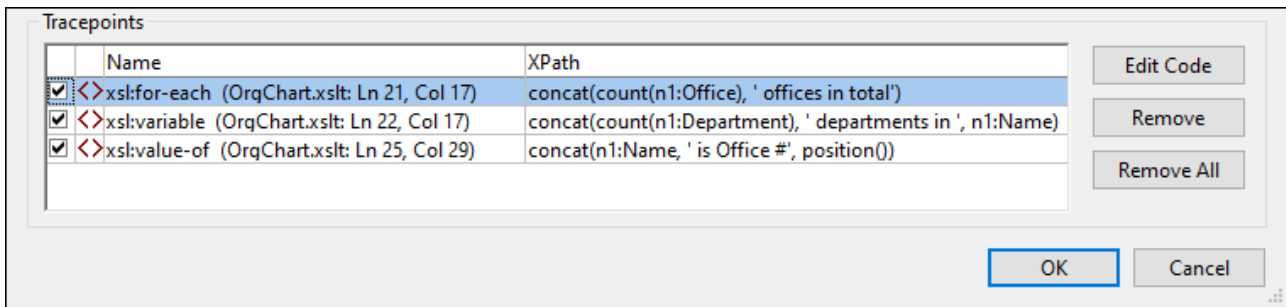 Tracepoints
Name XPath
xsl:for-each (OrgChart.xslt: Ln 21, Col 17) concat(count(n1:Office), ' offices in total')
xsl:variable (OrgChart.xslt: Ln 22, Col 17) concat(count(n1:Department), ' departments in ', n1:Name)
xsl:value-of (OrgChart.xslt: Ln 25, Col 29) concat(n1:Name, ' is Office #', position())
Edit Code
Remove
Remove All
OK Cancel